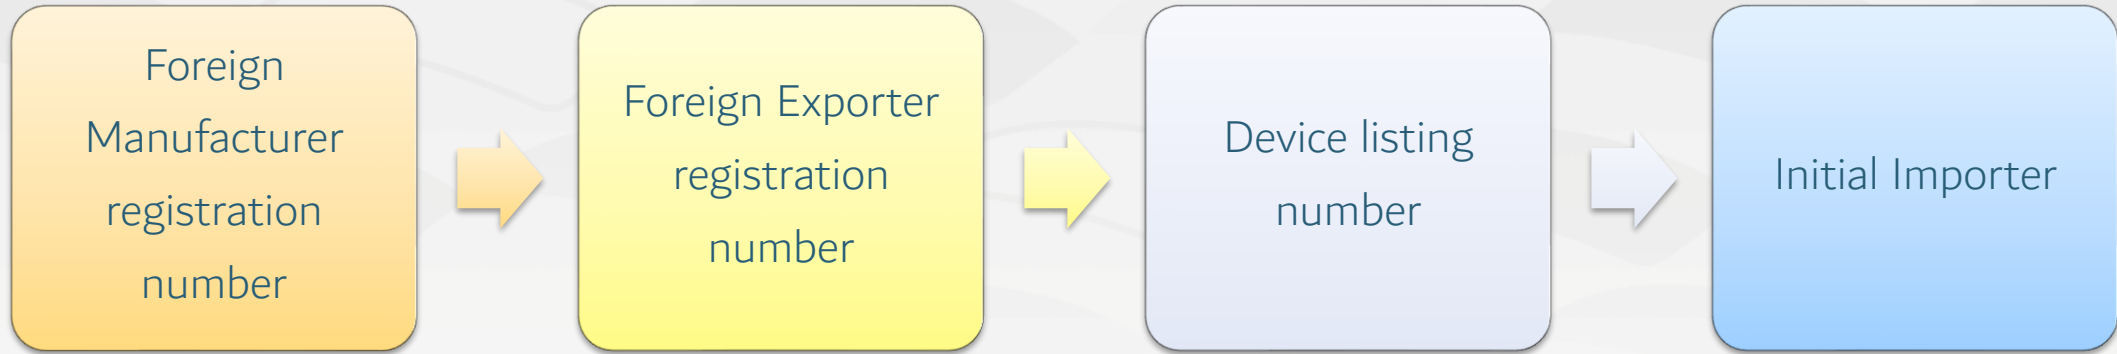 Foreign
Manufacturer
registration
number
Foreign Exporter
registration
number
Device listing
number
Initial Importer